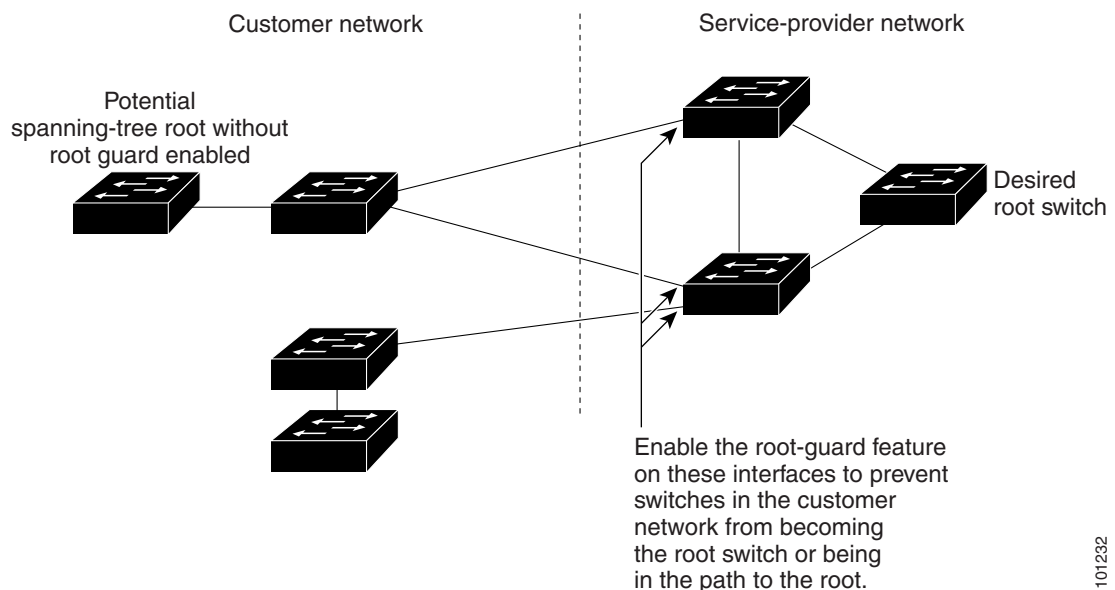 Customer network
Service-provider network
Potential
spanning-tree root without
root guard enabled
Desired
root switch
Enable the root-guard feature
on these interfaces to prevent
switches in the customer
network from becoming
the root switch or being
in the path to the root.
101232